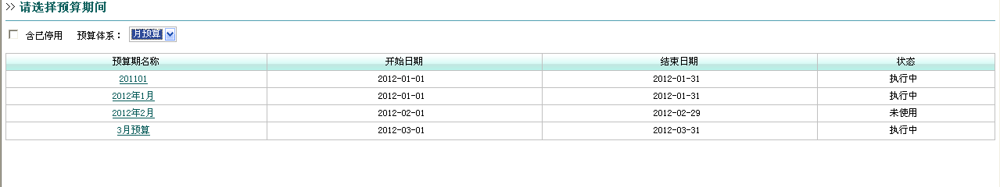 >> 请选择预算期间
含已停用 预算体系： 月预算
预算期名称 开始日期 结束日期 状态
201101 2012-01-01 2012-01-31 执行中
2012年1月 2012-01-01 2012-01-31 执行中
2012年2月 2012-02-01 2012-02-29 未使用
3月预算 2012-03-01 2012-03-31 执行中